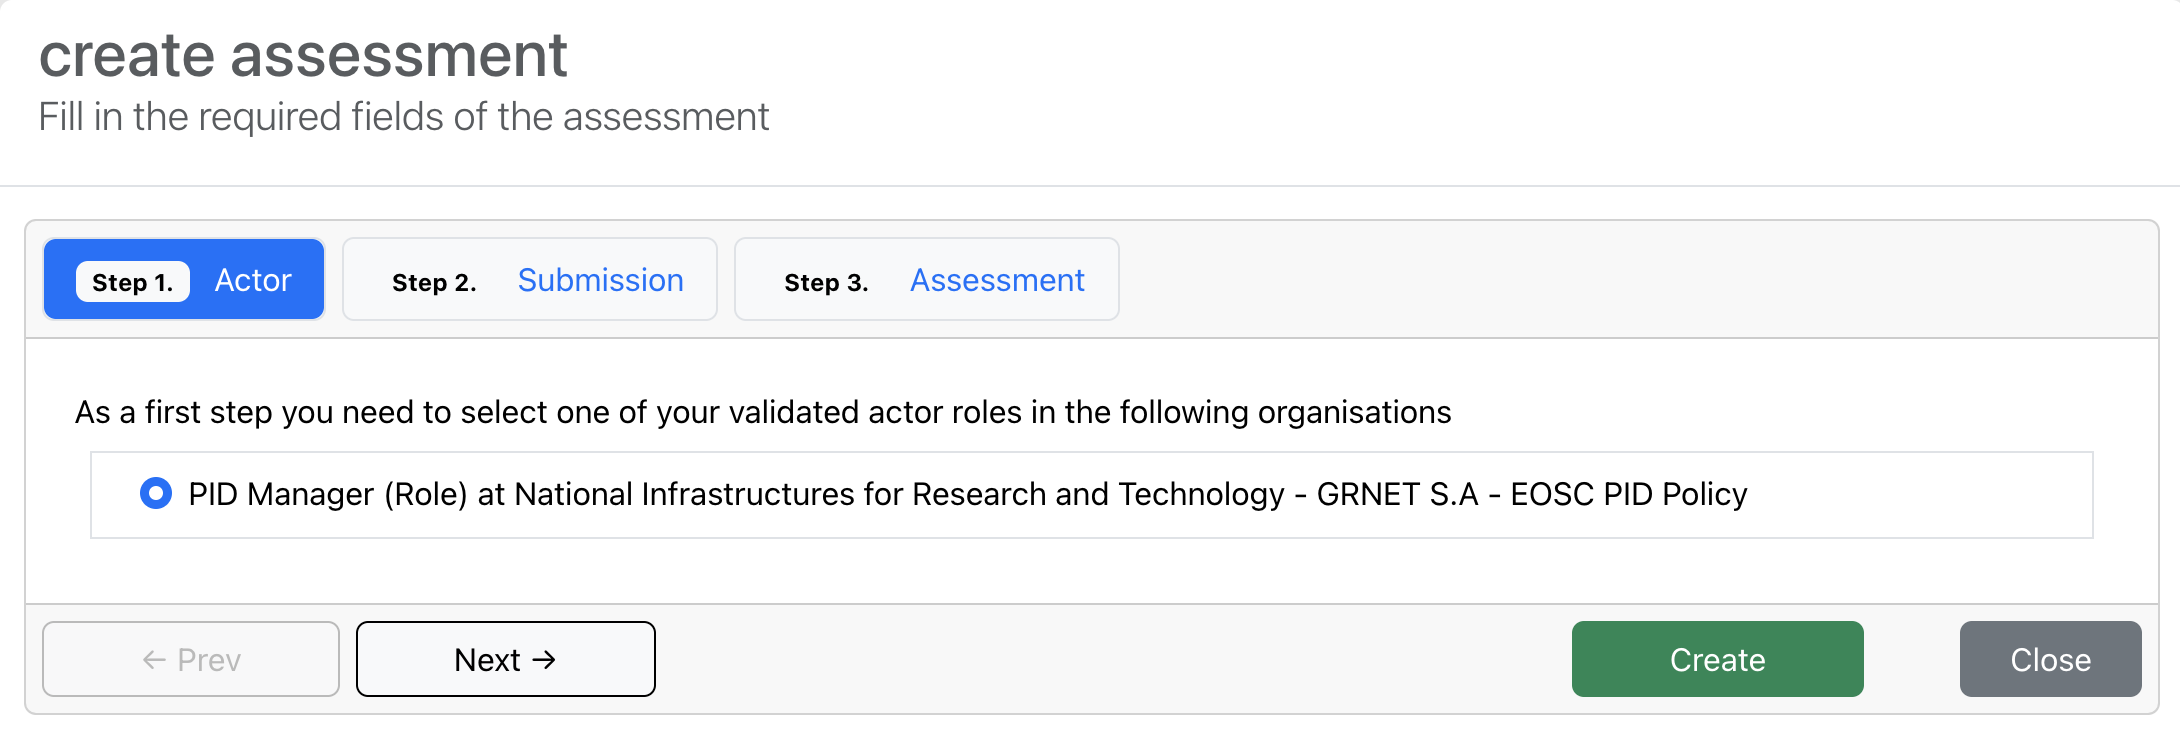 create assessment
Fill in the required fields of the assessment
Step 1. Actor Step 2. Submission Step 3. Assessment
As a first step you need to select one of your validated actor roles in the following organisations
PID Manager (Role) at National Infrastructures for Research and Technology - GRNET S.A - EOSC PID Policy
← Prev Next → Create Close